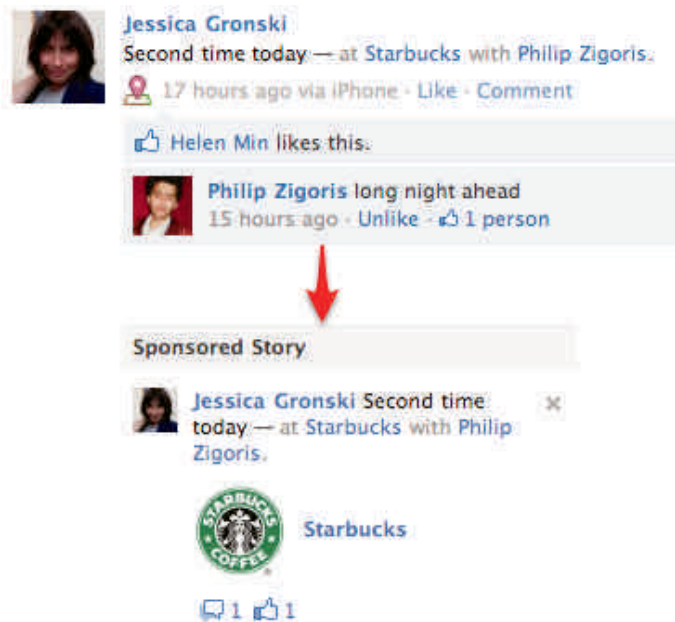 Jessica Gronski
Second time today — at Starbucks with Philip Zigoris.
17 hours ago via iPhone · Like · Comment
Helen Min likes this.
Philip Zigoris long night ahead
15 hours ago · Unlike · 1 person
Sponsored Story
Jessica Gronski Second time
today — at Starbucks with Philip
Zigoris.
STARBUCKS
COFFEE
Starbucks
1 1